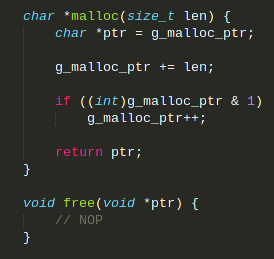 char *malloc(size_t len) {
    char *ptr = g_malloc_ptr;

    g_malloc_ptr += len;

    if ((int)g_malloc_ptr & 1)
        g_malloc_ptr++;

    return ptr;
}

void free(void *ptr) {
    // NOP
}